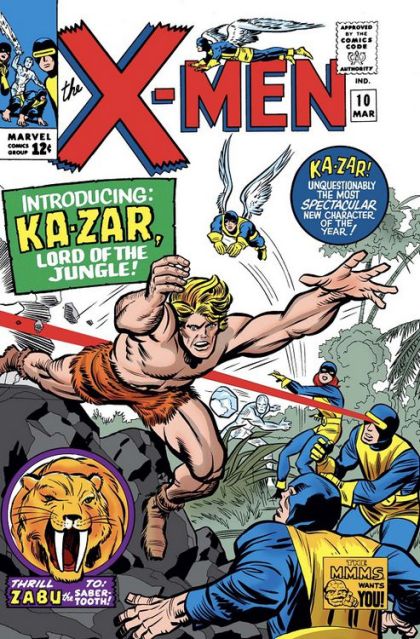 the X-MEN
APPROVED
BY THE
COMICS
CODE
AUTHORITY
IND.
10
MAR
MARVEL
COMICS
GROUP 12¢
INTRODUCING:
KA-ZAR,
LORD OF THE
JUNGLE!
KA-ZAR!
UNQUESTIONABLY
THE MOST
SPECTACULAR
NEW CHARACTER
OF THE
YEAR!
THRILL TO:
ZABU the SABER-
TOOTH!
THE
MMMS
WANTS
YOU!